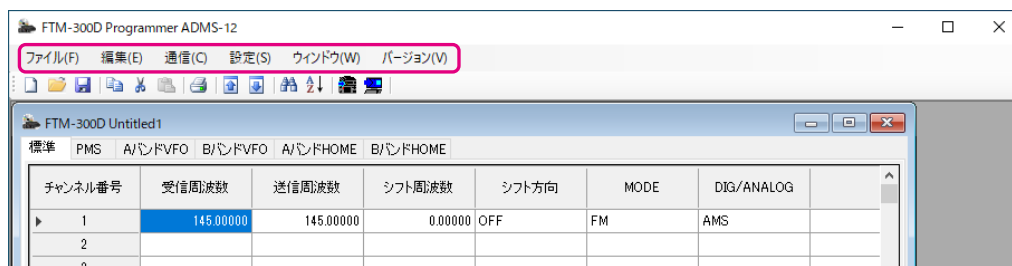 FTM-300D Programmer ADMS-12
ファイル(F) 編集(E) 通信(C) 設定(S) ウィンドウ(W) バージョン(V)
FTM-300D Untitled1
標準 PMS A/バンドVFO B/バンドVFO A/バンドHOME B/バンドHOME
チャンネル番号 受信周波数 送信周波数 シフト周波数 シフト方向 MODE DIG/ANALOG
1 145.00000 145.00000 0.00000 OFF FM AMS
2